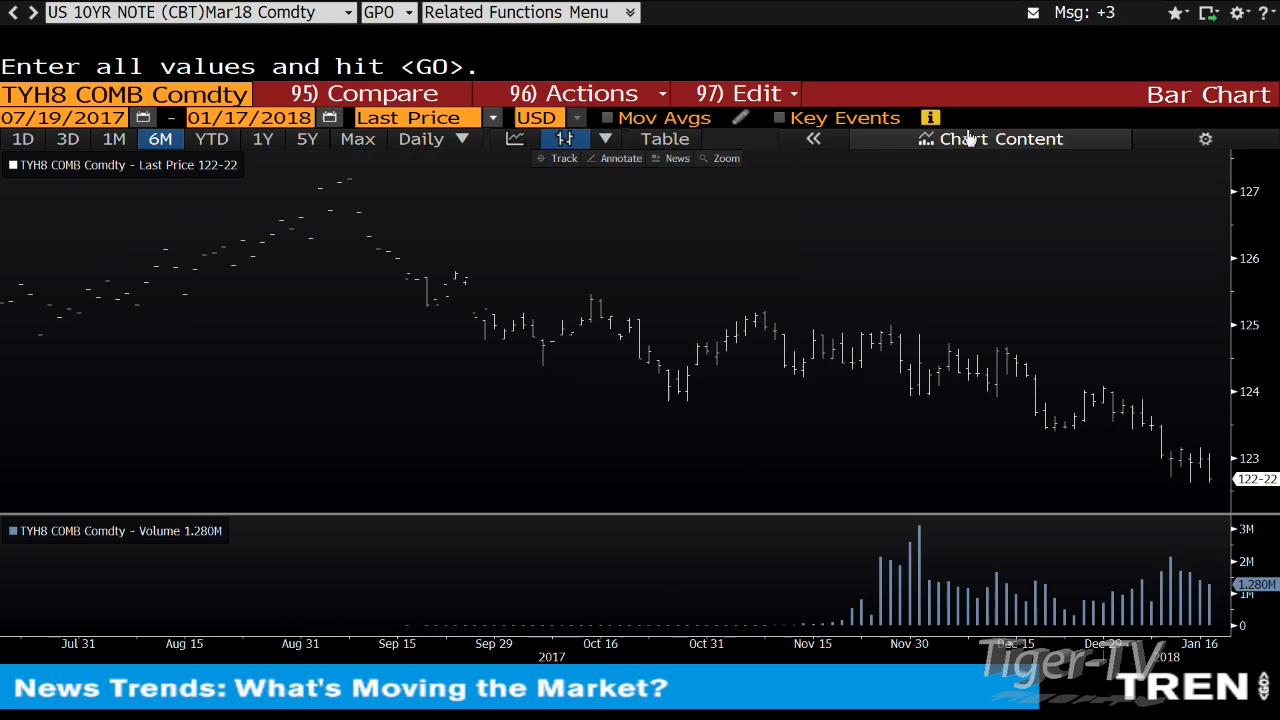 US 10YR NOTE (CBT)Mar18 Comdty GPO Related Functions Menu Msg: +3 ?
Enter all values and hit <GO>.
TYH8 COMB Comdty 95) Compare 96) Actions 97) Edit Bar Chart
07/19/2017 - 01/17/2018 Last Price USD Mov Avgs Key Events i
1D 3D 1M 6M YTD 1Y 5Y Max Daily Table « Chart Content
Track Annotate News Zoom
TYH8 COMB Comdty - Last Price 122-22
127
126
125
124
123
122-22
TYH8 COMB Comdty - Volume 1.280M
3M
2M
1.280M
1M
0
Jul 31 Aug 15 Aug 31 Sep 15 Sep 29 Oct 16 Oct 31 Nov 15 Nov 30 Dec 15 Dec 29 Jan 16
2017 2018
Tiger-TV
News Trends: What's Moving the Market? TREN GO